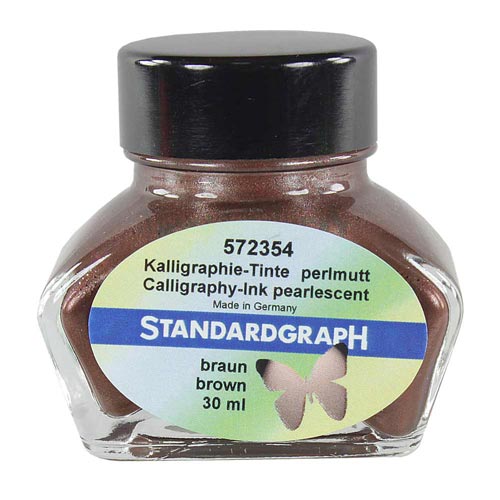 572354
Kalligraphie-Tinte perlmutt
Calligraphy-Ink pearlescent
Made in Germany
STANDARDGRAPH
braun
brown
30 ml